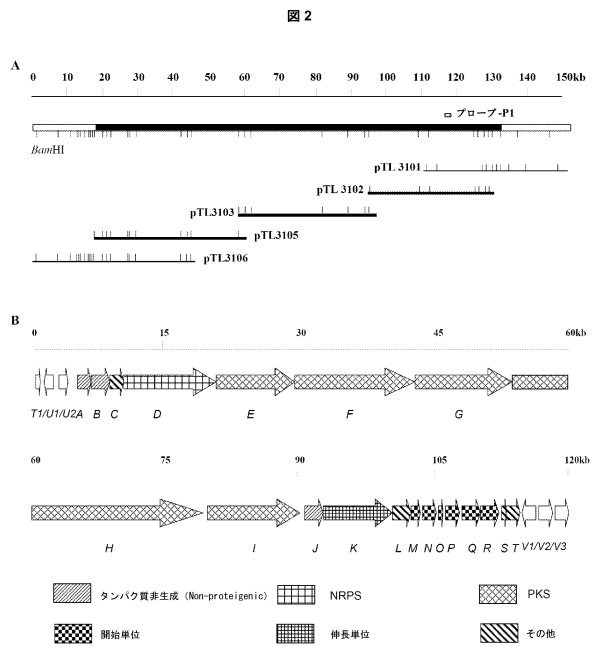 図 2
A
0 10 20 30 40 50 60 70 80 90 100 110 120 130 150kb
プローブ-P1
BamHI
pTL 3101
pTL 3102
pTL3103
pTL3105
pTL3106
B
0 15 30 45 60kb
T1/U1/U2A B C D E F G
60 75 90 105 120kb
H I J K L M N O P Q R S T V1/V2/V3
タンパク質非生成 (Non-proteigenic) NRPS PKS
開始単位 伸長単位 その他